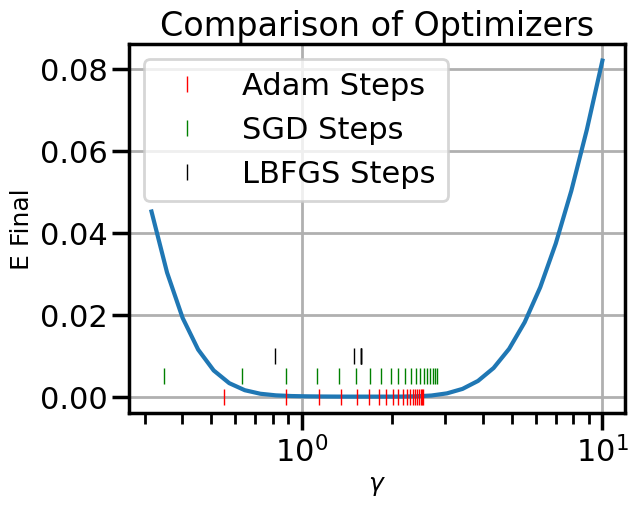 Comparison of Optimizers
Adam Steps
SGD Steps
LBFGS Steps
0.08
0.06
0.04
0.02
0.00
E Final
10⁰
10¹
γ